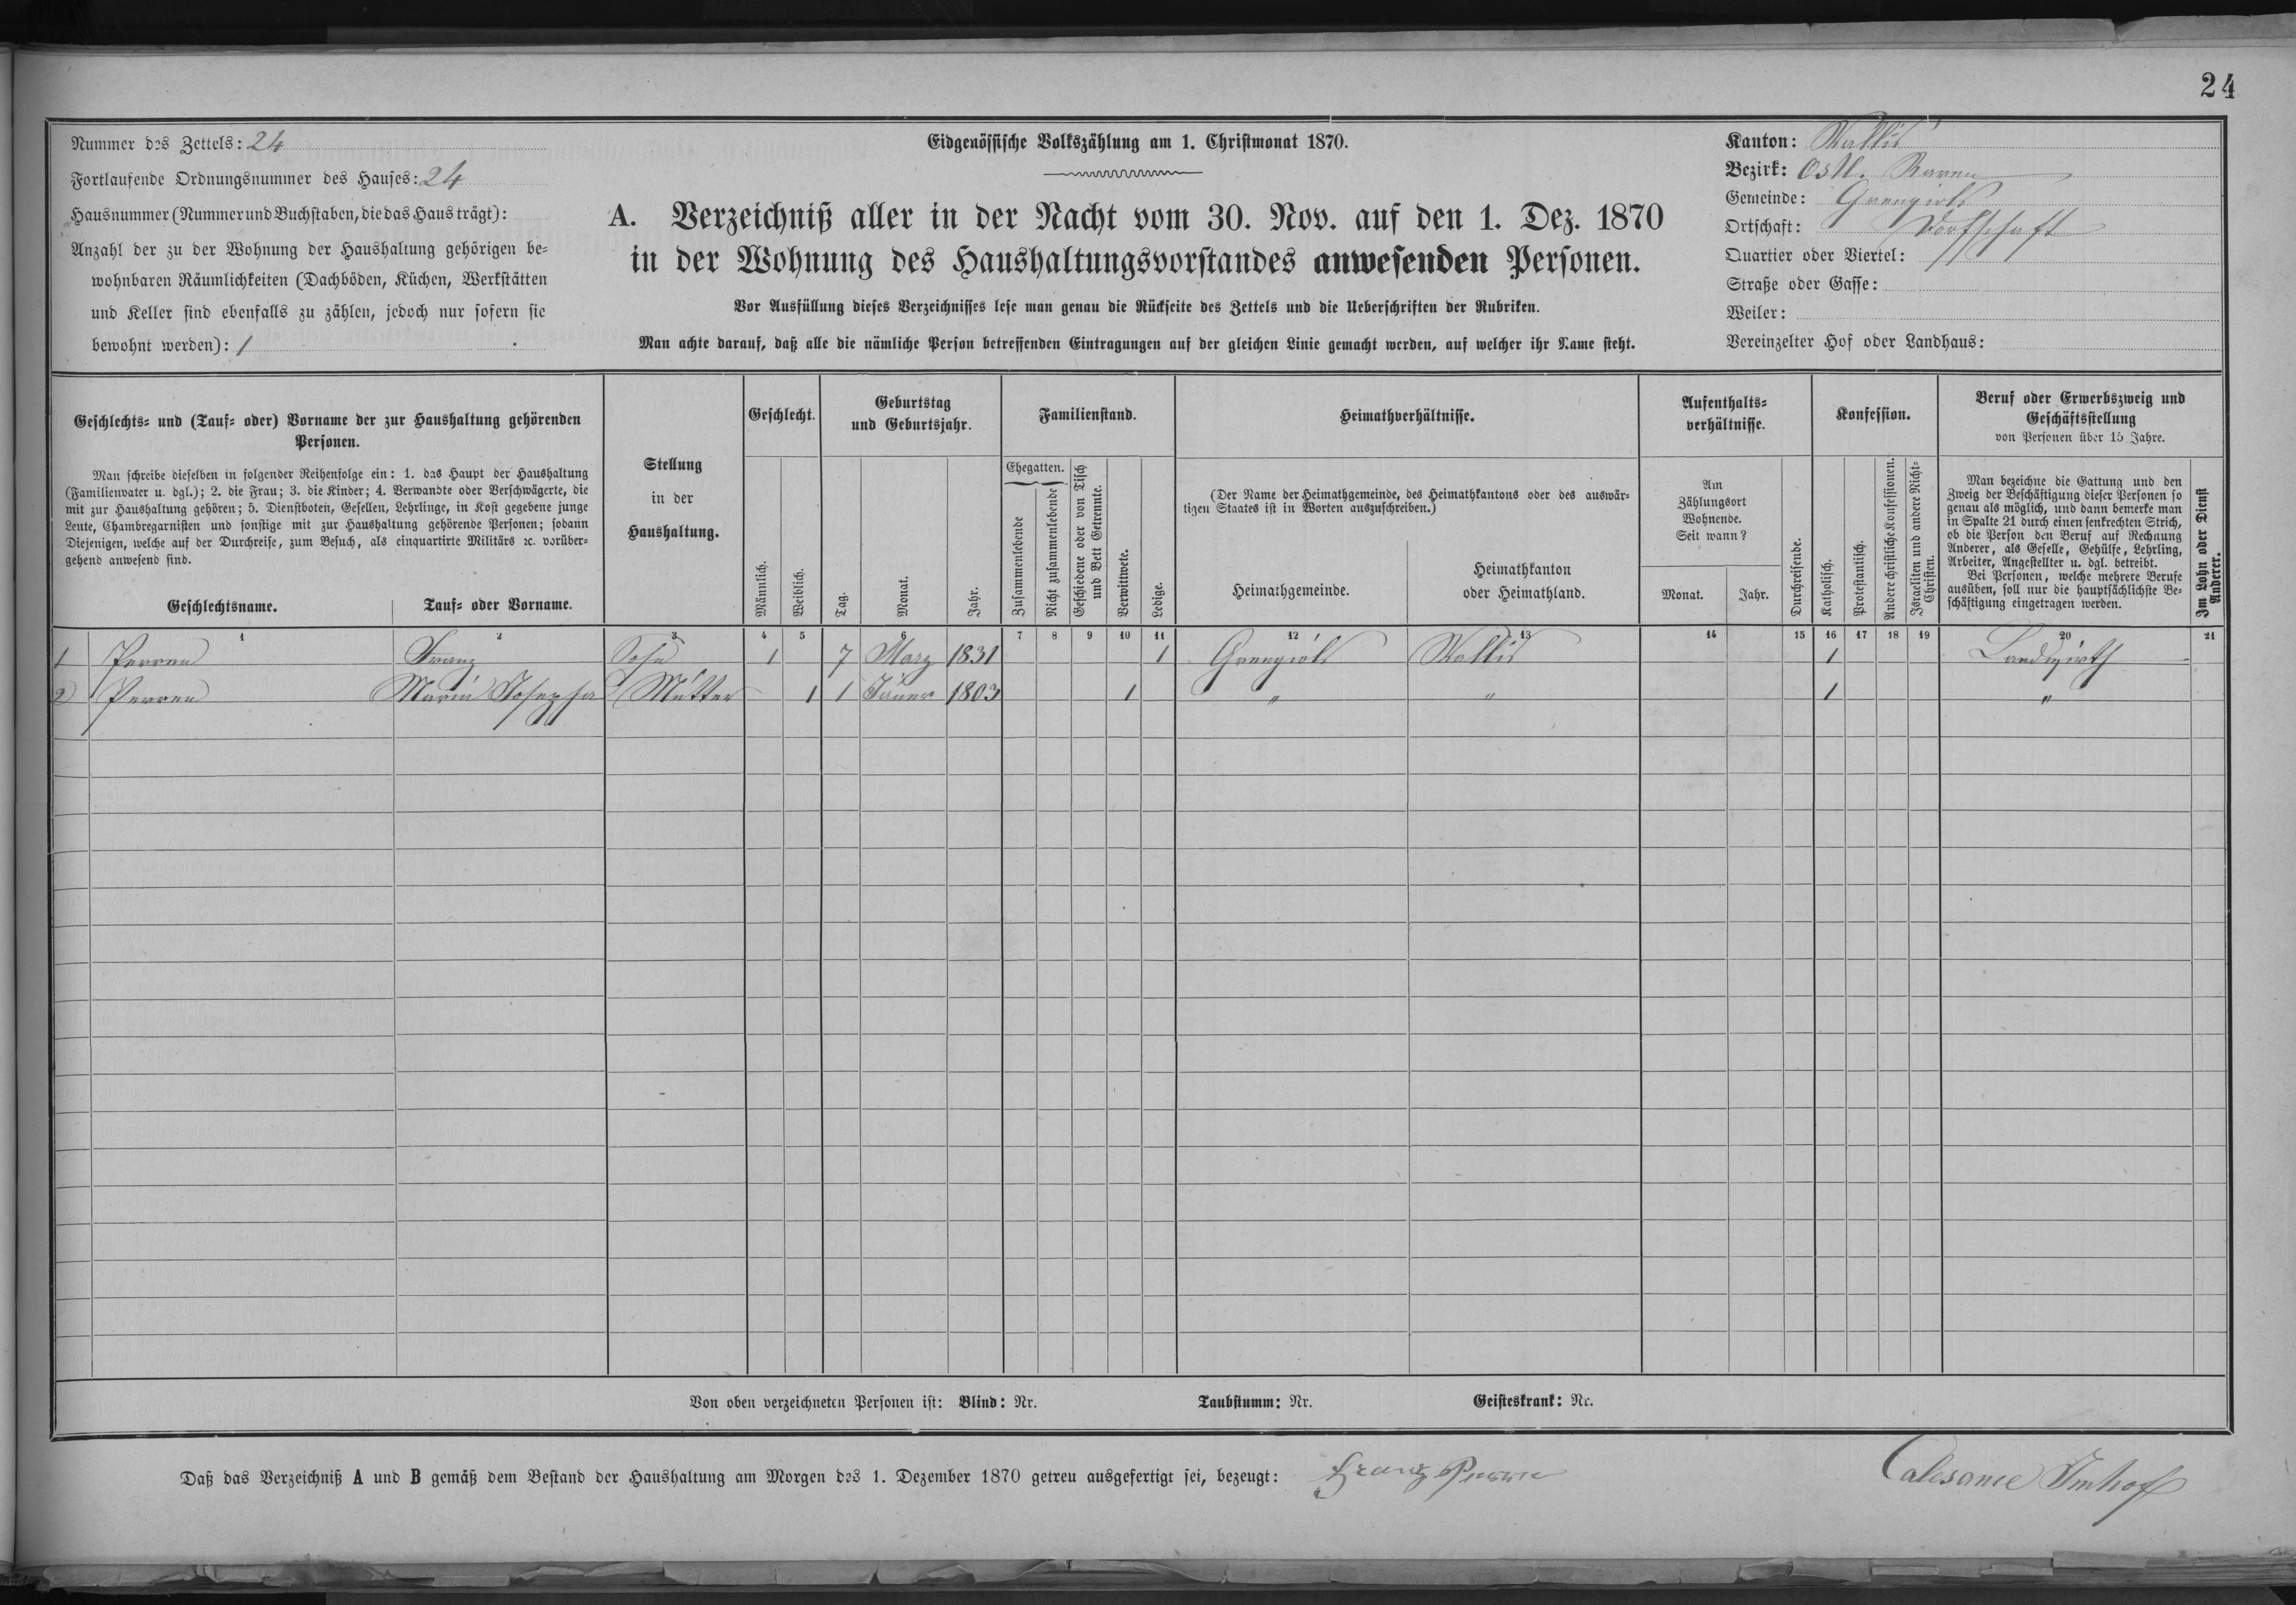 24
Nummer des Zettels: 24
Fortlaufende Ordnungsnummer des Hauses: 24
Hausnummer (Nummer und Buchstaben, die das Haus trägt):
Anzahl der zu der Wohnung der Haushaltung gehörigen be-
wohnbaren Räumlichkeiten (Dachböden, Küchen, Werkstätten
und Keller sind ebenfalls zu zählen, jedoch nur sofern sie
bewohnt werden): 1
Eidgenössische Volkszählung am 1. Christmonat 1870.
A. Verzeichniß aller in der Nacht vom 30. Nov. auf den 1. Dez. 1870
in der Wohnung des Haushaltungsvorstandes anwesenden Personen.
Vor Ausfüllung dieses Verzeichnisses lese man genau die Rückseite des Zettels und die Ueberschriften der Rubriken.
Man achte darauf, daß alle die nämliche Person betreffenden Eintragungen auf der gleichen Linie gemacht werden, auf welcher ihr Name steht.
Kanton: Wallis
Bezirk: Östl. Raren
Gemeinde: Grengiols
Ortschaft: Dorfschaft
Quartier oder Viertel:
Straße oder Gasse:
Weiler:
Vereinzelter Hof oder Landhaus:
Geschlechts- und (Tauf- oder) Vorname der zur Haushaltung gehörenden
Personen.
Man schreibe dieselben in folgender Reihenfolge ein: 1. das Haupt der Haushaltung
(Familienvater u. dgl.); 2. die Frau; 3. die Kinder; 4. Verwandte oder Verschwägerte, die
mit zur Haushaltung gehören; 5. Dienstboten, Gesellen, Lehrlinge, in Kost gegebene junge
Leute, Chambregarnisten und sonstige mit zur Haushaltung gehörende Personen; sodann
Diejenigen, welche auf der Durchreise, zum Besuch, als einquartirte Militärs ꝛc. vorüber-
gehend anwesend sind.
Geschlechtsname. Tauf- oder Vorname.
Stellung
in der
Haushaltung.
Geschlecht.
Männlich.
Weiblich.
Geburtstag
und Geburtsjahr.
Tag.
Monat.
Jahr.
Familienstand.
Ehegatten.
Zusammenlebende
Nicht zusammenlebende
Geschiedene oder von Tisch
und Bett Getrennte.
Verwittwete.
Ledige.
Heimathverhältnisse.
(Der Name der Heimathgemeinde, des Heimathkantons oder des auswär-
tigen Staates ist in Worten auszuschreiben.)
Heimathgemeinde.
Heimathkanton
oder Heimathland.
Aufenthalts-
verhältnisse.
Am
Zählungsort
Wohnende.
Seit wann?
Monat. Jahr.
Durchreisende.
Konfession.
Katholisch.
Protestantisch.
Andere christliche Konfessionen.
Israeliten und andere Nicht-
Christen.
Beruf oder Erwerbszweig und
Geschäftsstellung
von Personen über 15 Jahre.
Man bezeichne die Gattung und den
Zweig der Beschäftigung dieser Personen so
genau als möglich, und dann bemerke man
in Spalte 21 durch einen senkrechten Strich,
ob die Person den Beruf auf Rechnung
Anderer, als Geselle, Gehülfe, Lehrling,
Arbeiter, Angestellter u. dgl. betreibt.
Bei Personen, welche mehrere Berufe
ausüben, soll nur die hauptsächlichste Be-
schäftigung eingetragen werden.
Im Lohn oder Dienst
Anderer.
1 2 3 4 5 6 7 8 9 10 11 12 13 14 15 16 17 18 19 20 21
1 Perren Franz Sohn 1 7 Marz 1831 1 Grengiols Wallis 1 Landwirth
2 Perren Maria Josepha Mutter 1 1 Jäner 1803 1 " " 1 "
Von oben verzeichneten Personen ist: Blind: Nr. Taubstumm: Nr. Geisteskrank: Nr.
Daß das Verzeichniß A und B gemäß dem Bestand der Haushaltung am Morgen des 1. Dezember 1870 getreu ausgefertigt sei, bezeugt: Franz Perren Calesance Imhof